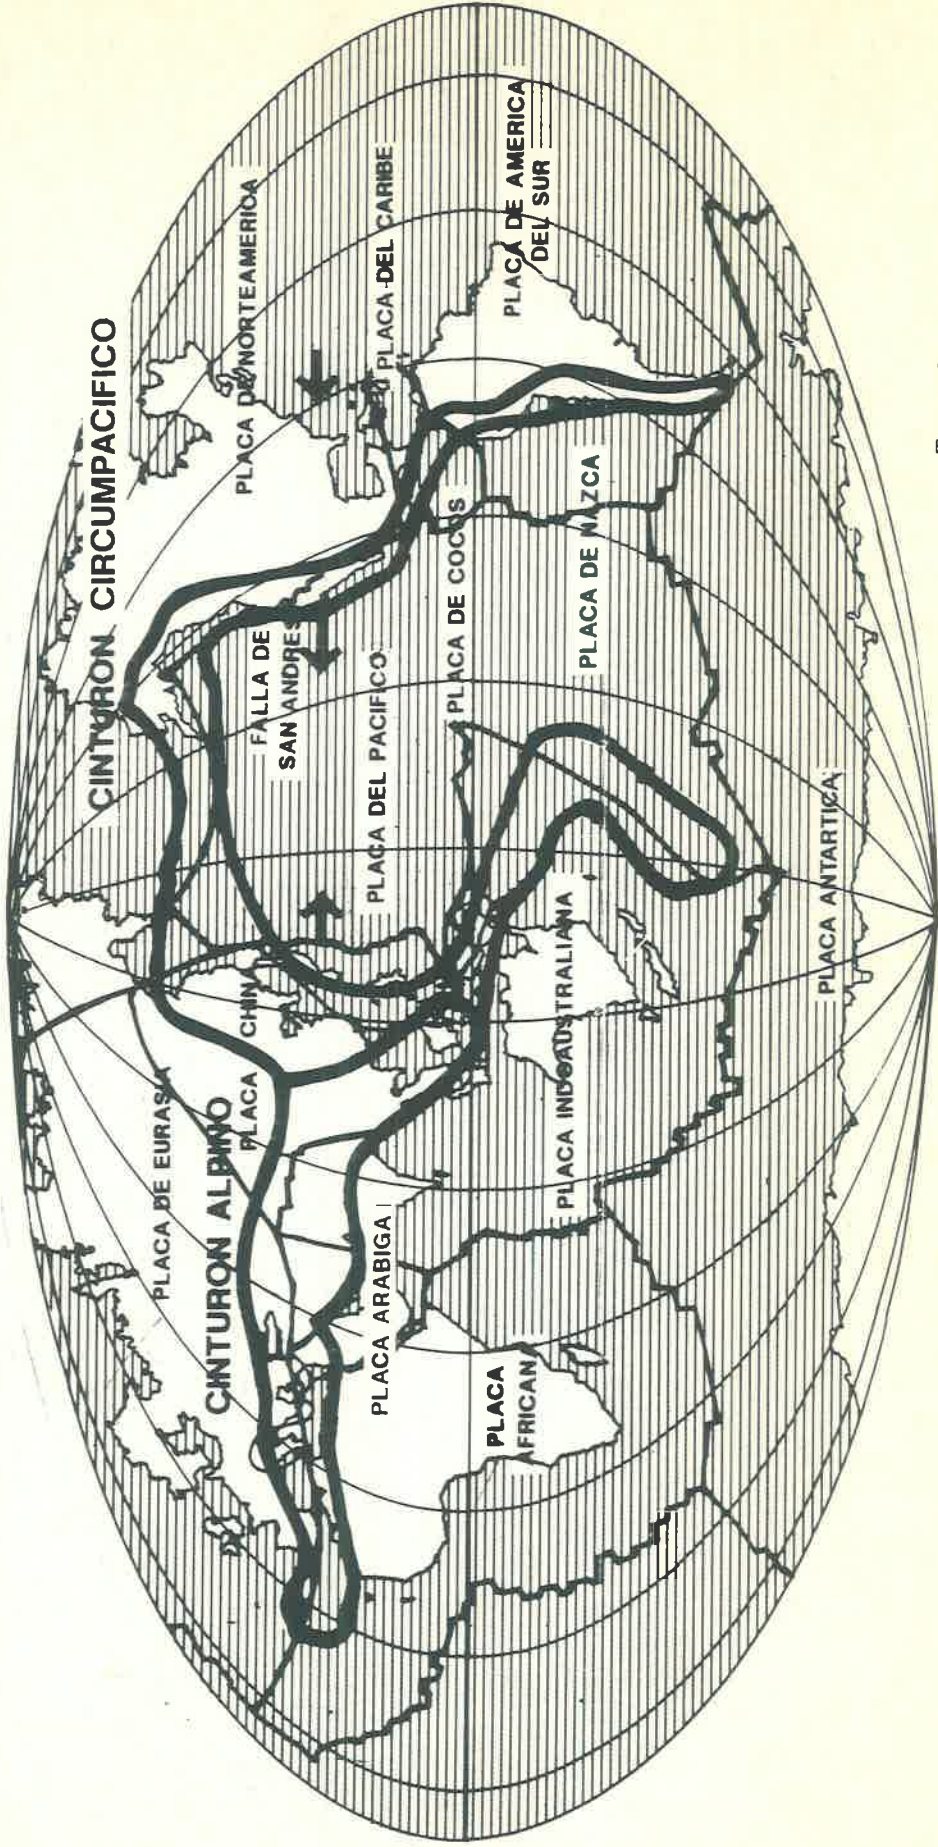 CINTURON CIRCUMPACIFICO
PLACA DE NORTEAMERICA
PLACA DEL CARIBE
PLACA DE AMERICA
DEL SUR
FALLA DE
SAN ANDRES
PLACA DEL PACIFICO
PLACA DE COCOS
PLACA DE NAZCA
PLACA DE EURASIA
CINTURON ALPINO
PLACA CHIN
PLACA ARABIGA
PLACA INDOAUSTRALIANA
PLACA
AFRICAN
PLACA ANTARTICA